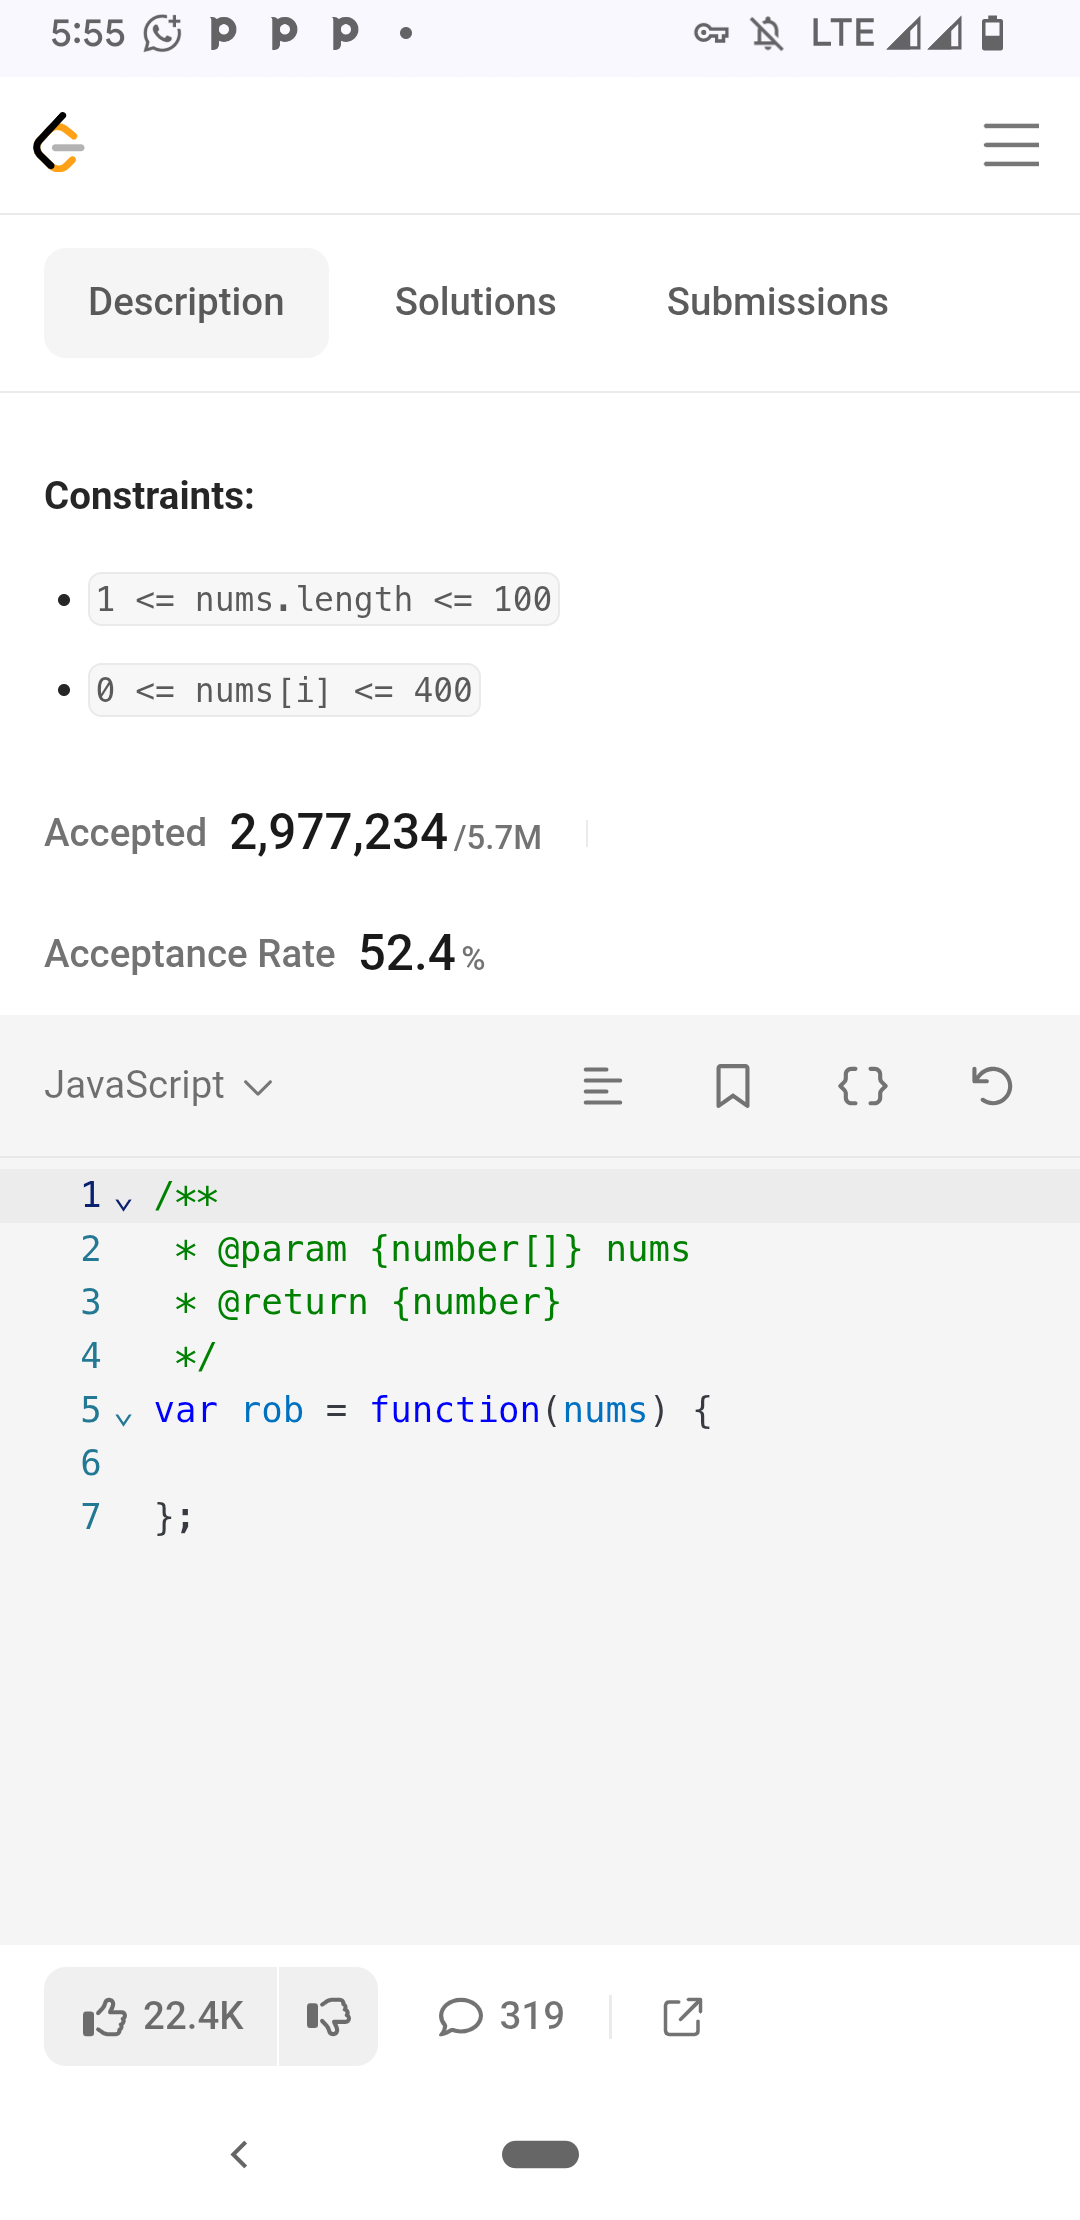 5:55 LTE
Description Solutions Submissions
Constraints:
• 1 <= nums.length <= 100
• 0 <= nums[i] <= 400
Accepted 2,977,234 /5.7M
Acceptance Rate 52.4 %
JavaScript
1 /**
2 * @param {number[]} nums
3 * @return {number}
4 */
5 var rob = function(nums) {
6
7 };
22.4K 319